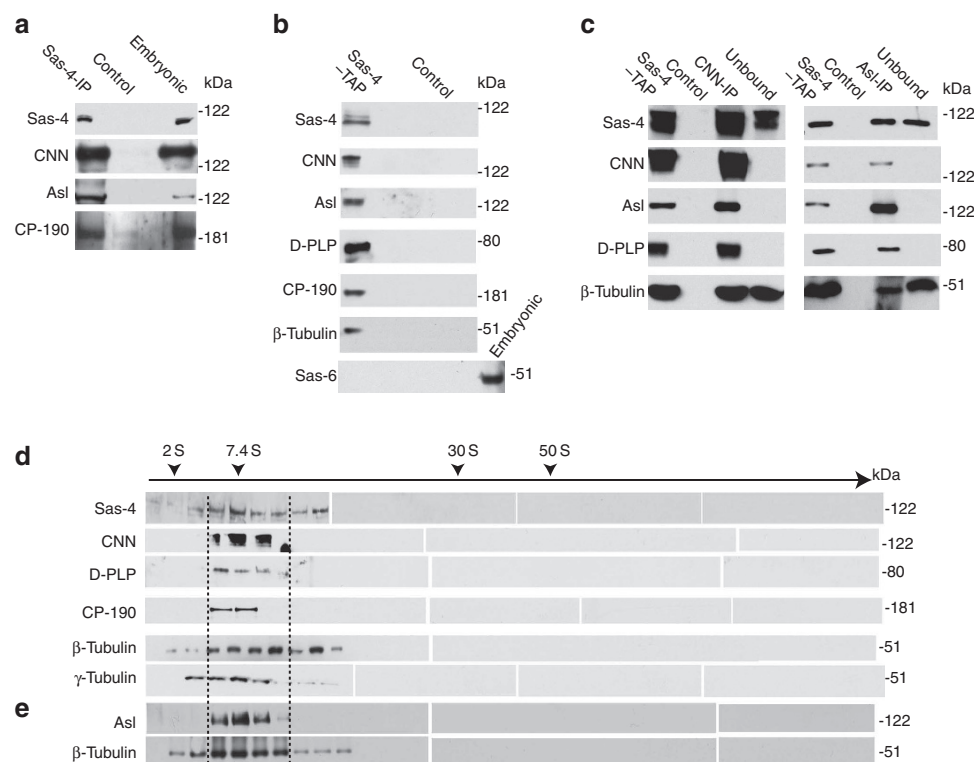 a
Sas-4-IP
Control
Embryonic
kDa
Sas-4
-122
CNN
-122
Asl
-122
CP-190
-181
b
Sas-4
–TAP
Control
-122
Sas-4
CNN
-122
Asl
-122
D-PLP
-80
CP-190
-181
β-Tubulin
-51
Embryonic
Sas-6
-51
c
Sas-4
–TAP
Control
CNN-IP
Unbound
Sas-4
–TAP
Control
Asl-IP
Unbound
kDa
Sas-4
-122
CNN
-122
Asl
-122
D-PLP
-80
β-Tubulin
-51
d
2 S
7.4 S
30 S
50 S
kDa
Sas-4
-122
CNN
-122
D-PLP
-80
CP-190
-181
β-Tubulin
-51
γ-Tubulin
-51
e
Asl
-122
β-Tubulin
-51